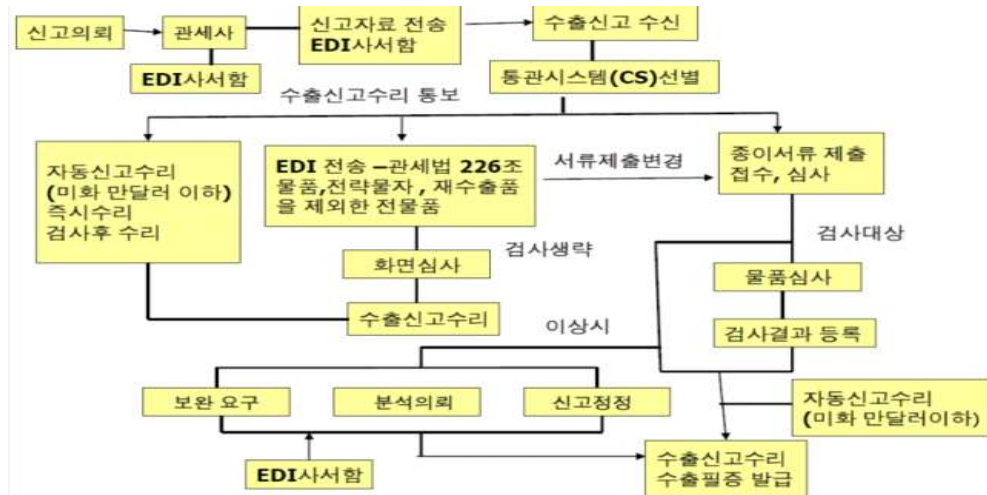 신고의뢰
관세사
신고자료 전송
EDI사서함
수출신고 수신
EDI사서함
통관시스템(CS)선별
수출신고수리 통보
자동신고수리
(미화 만달러 이하)
즉시수리
검사후 수리
EDI 전송 –관세법 226조
물품,전략물자 , 재수출품
을 제외한 전물품
서류제출변경
종이서류 제출
접수, 심사
검사생략
검사대상
화면심사
물품심사
수출신고수리
이상시
검사결과 등록
보완 요구
분석의뢰
신고정정
자동신고수리
(미화 만달러이하)
EDI사서함
수출신고수리
수출필증 발급